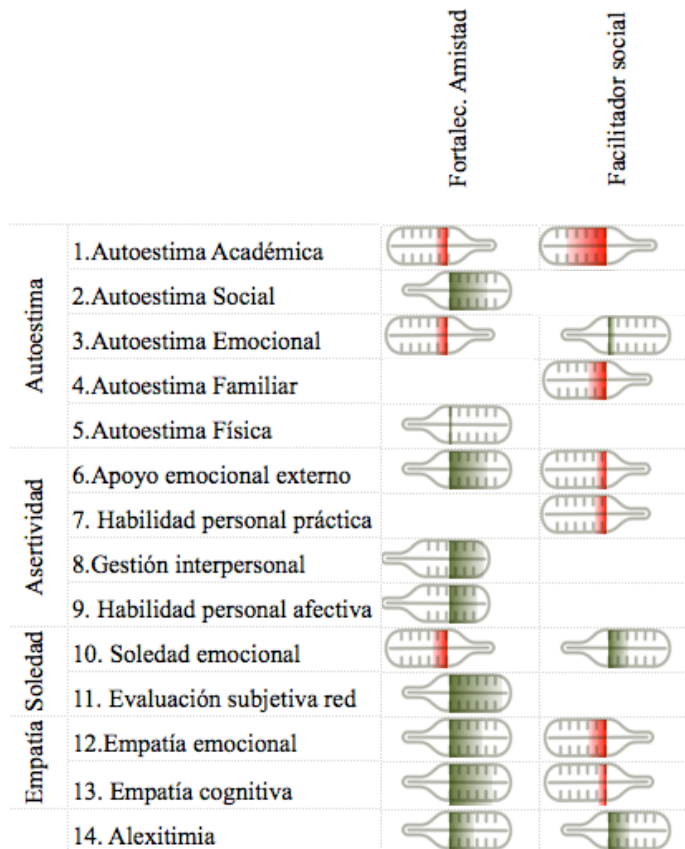 Fortalec. Amistad
Facilitador social
Autoestima
1.Autoestima Académica
2.Autoestima Social
3.Autoestima Emocional
4.Autoestima Familiar
5.Autoestima Física
Asertividad
6.Apoyo emocional externo
7. Habilidad personal práctica
8.Gestión interpersonal
9. Habilidad personal afectiva
Soledad
10. Soledad emocional
11. Evaluación subjetiva red
Empatía
12.Empatía emocional
13. Empatía cognitiva
14. Alexitimia